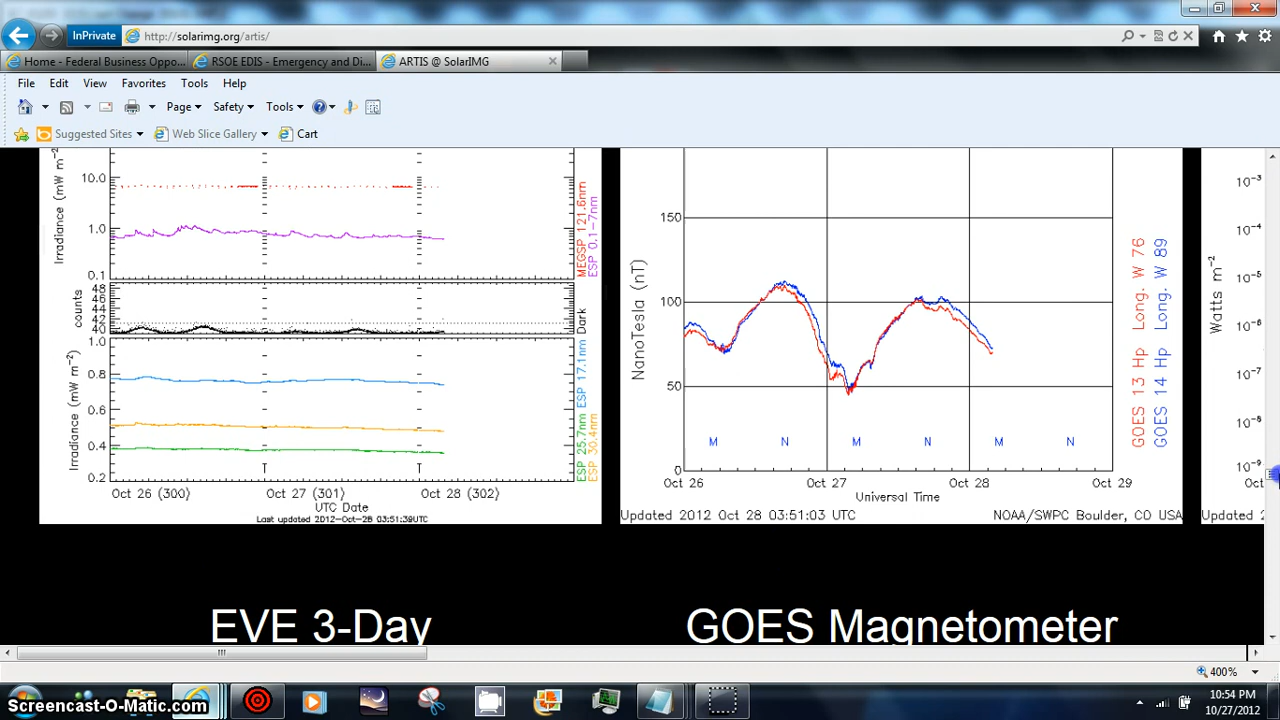 InPrivate
http://solarimg.org/artis/
Home - Federal Business Oppo...
RSOE EDIS - Emergency and Di...
ARTIS @ SolarIMG
File Edit View Favorites Tools Help
Page Safety Tools
Suggested Sites Web Slice Gallery Cart
Irradiance (mW m-2)
10.0
1.0
0.1
MEGSP 121.6nm
ESP 0.1-7nm
counts
48
46
44
42
40
Dark
Irradiance (mW m-2)
1.0
0.8
0.6
0.4
0.2
ESP 25.7nm ESP 17.1nm
ESP 30.4nm
T T
Oct 26 (300) Oct 27 (301) Oct 28 (302)
UTC Date
Last updated 2012-Oct-28 03:51:39UTC
NanoTesla (nT)
150
100
50
0
M N M N M N
Oct 26 Oct 27 Oct 28 Oct 29
Universal Time
GOES 13 Hp Long. W 76
GOES 14 Hp Long. W 89
Updated 2012 Oct 28 03:51:03 UTC NOAA/SWPC Boulder, CO USA
Watts m-2
10-3
10-4
10-5
10-6
10-7
10-8
10-9
Oct
Updated 2
EVE 3-Day
GOES Magnetometer
400%
Screencast-O-Matic.com
10:54 PM
10/27/2012